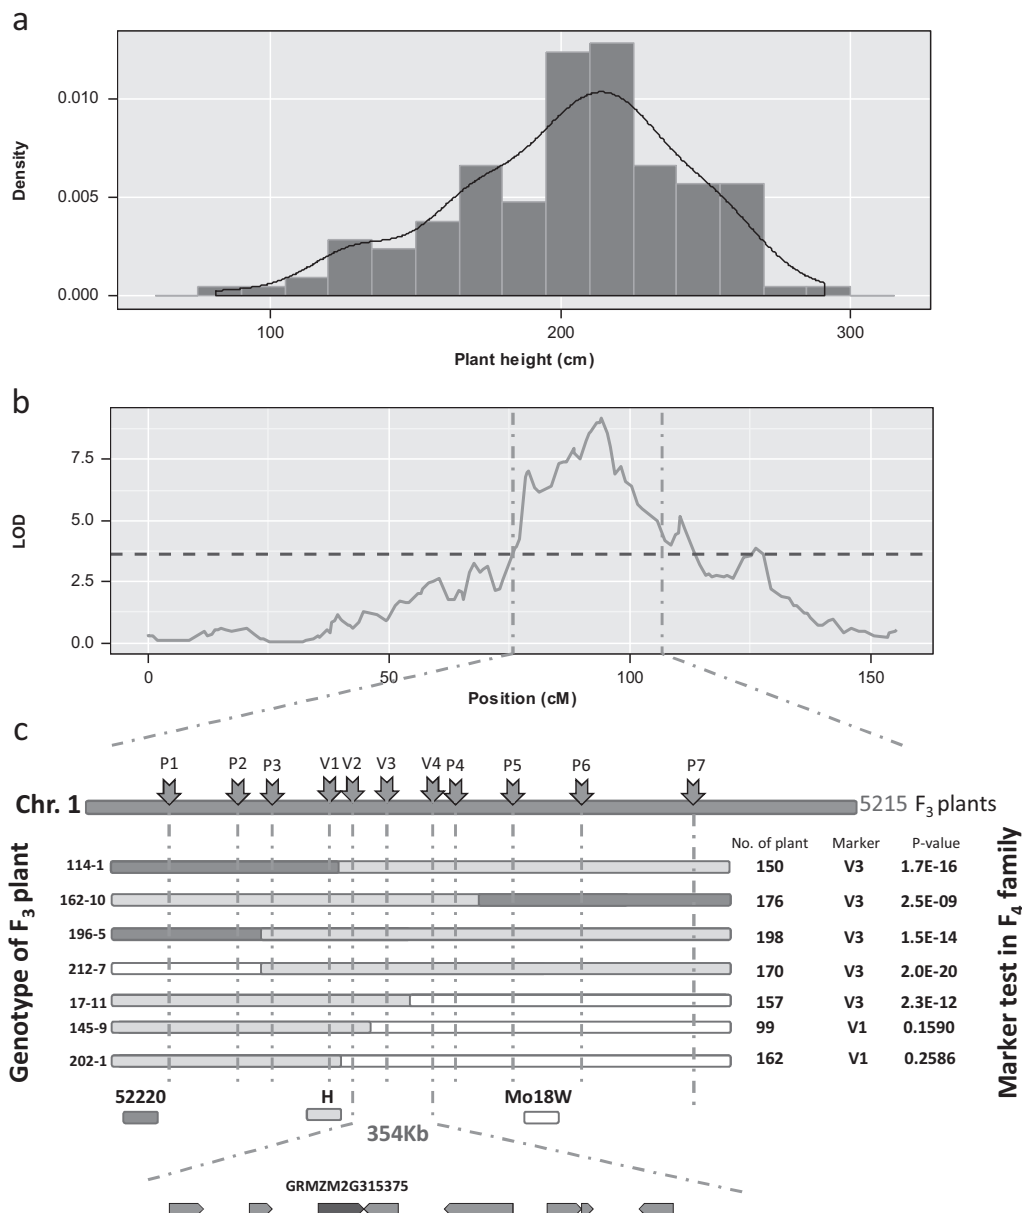 a
0.010
0.005
0.000
Density
100 200 300
Plant height (cm)
b
7.5
5.0
2.5
0.0
LOD
0 50 100 150
Position (cM)
c
P1 P2 P3 V1 V2 V3 V4 P4 P5 P6 P7
Chr. 1 5215 F3 plants
No. of plant Marker P-value
Genotype of F3 plant
Marker test in F4 family
114-1 150 V3 1.7E-16
162-10 176 V3 2.5E-09
196-5 198 V3 1.5E-14
212-7 170 V3 2.0E-20
17-11 157 V3 2.3E-12
145-9 99 V1 0.1590
202-1 162 V1 0.2586
52220 H Mo18W
354Kb
GRMZM2G315375